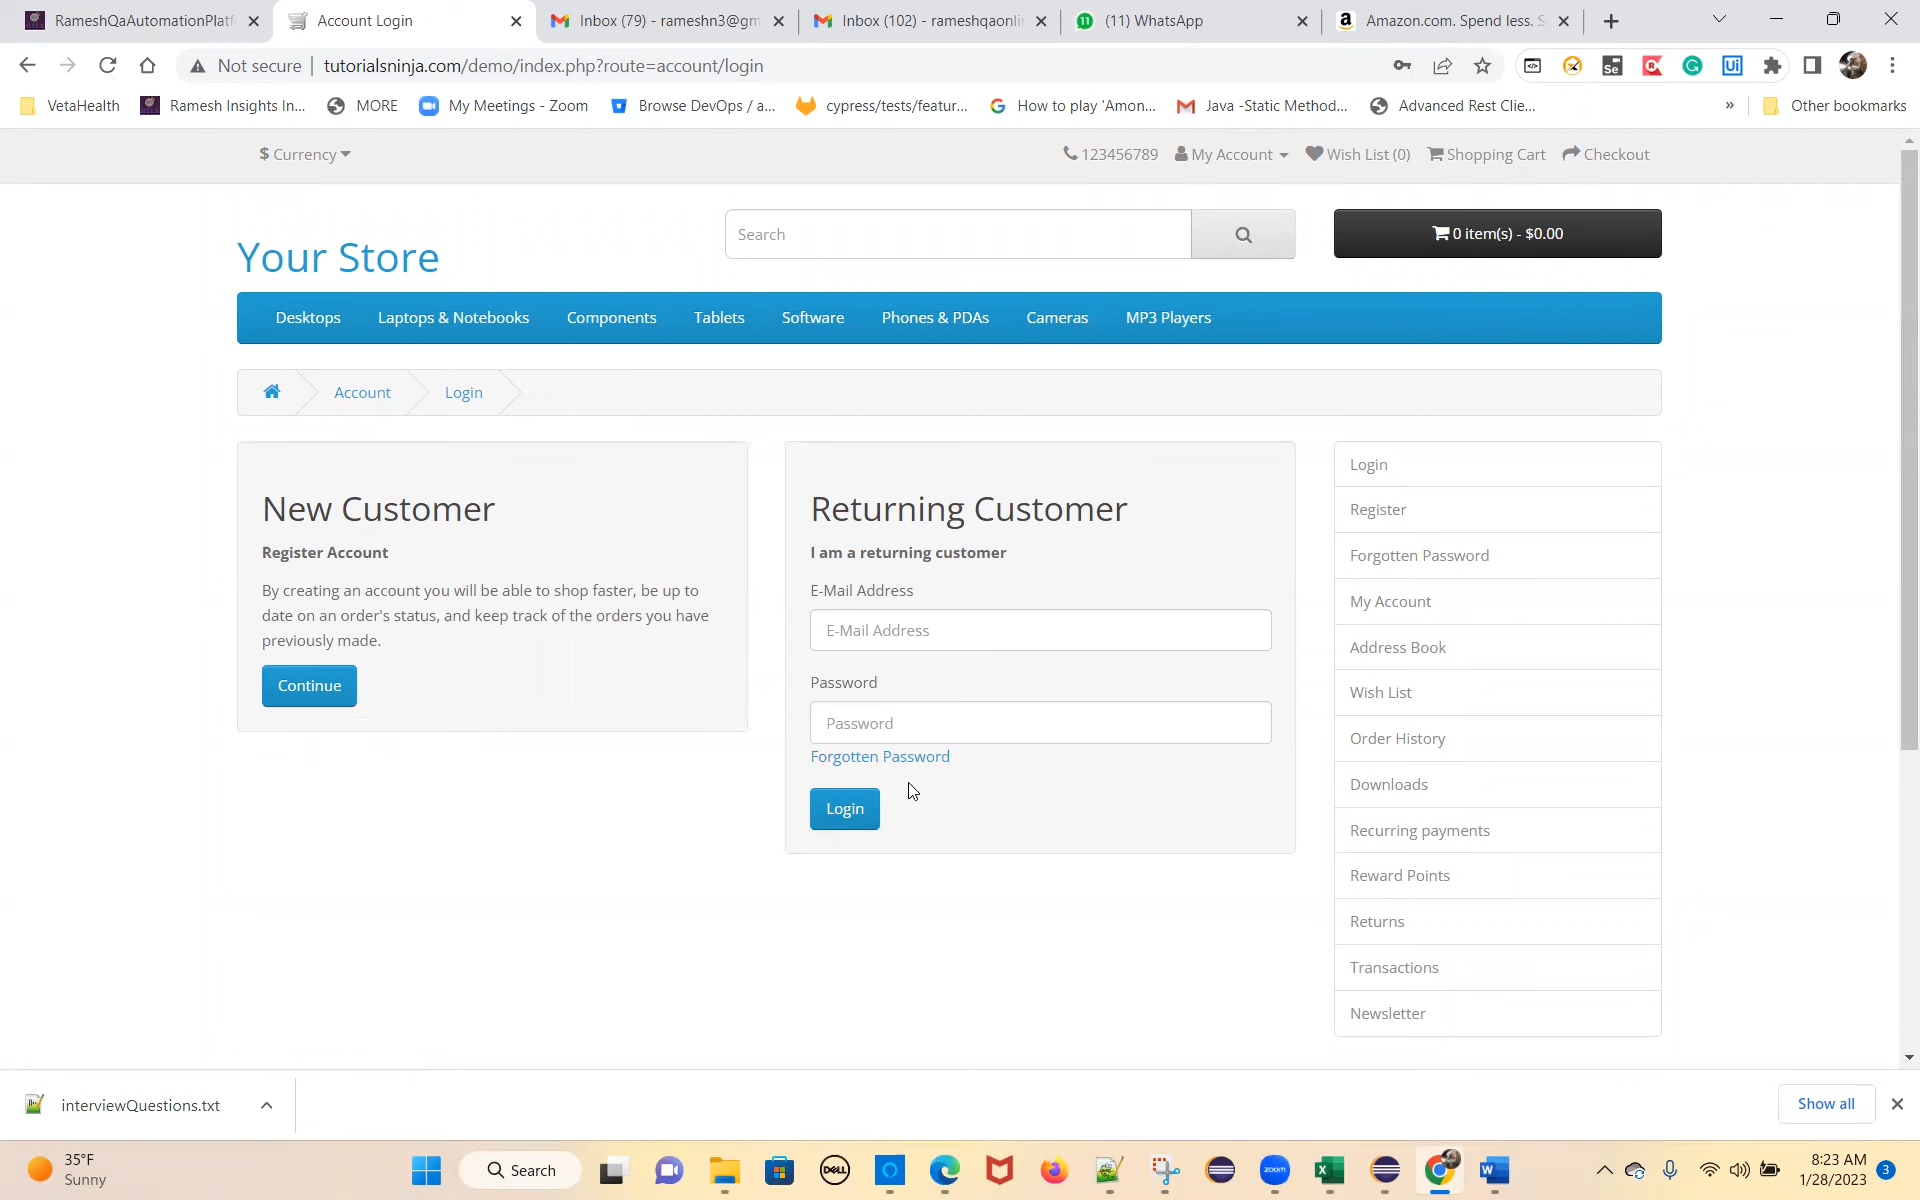 RameshQaAutomationPlatf
Account Login
Inbox (79) - rameshn3@gm
Inbox (102) - rameshqaonli
(11) WhatsApp
Amazon.com. Spend less. S
Not secure
tutorialsninja.com/demo/index.php?route=account/login
VetaHealth
Ramesh Insights In...
MORE
My Meetings - Zoom
Browse DevOps / a...
cypress/tests/featur...
How to play 'Amon...
Java -Static Method...
Advanced Rest Clie...
»
Other bookmarks
$ Currency
123456789
My Account
Wish List (0)
Shopping Cart
Checkout
Your Store
Search
0 item(s) - $0.00
Desktops
Laptops & Notebooks
Components
Tablets
Software
Phones & PDAs
Cameras
MP3 Players
Account
Login
New Customer
Register Account
By creating an account you will be able to shop faster, be up to
date on an order's status, and keep track of the orders you have
previously made.
Continue
Returning Customer
I am a returning customer
E-Mail Address
E-Mail Address
Password
Password
Forgotten Password
Login
Login
Register
Forgotten Password
My Account
Address Book
Wish List
Order History
Downloads
Recurring payments
Reward Points
Returns
Transactions
Newsletter
interviewQuestions.txt
Show all
35°F
Sunny
Search
DELL
zoom
8:23 AM
1/28/2023
3